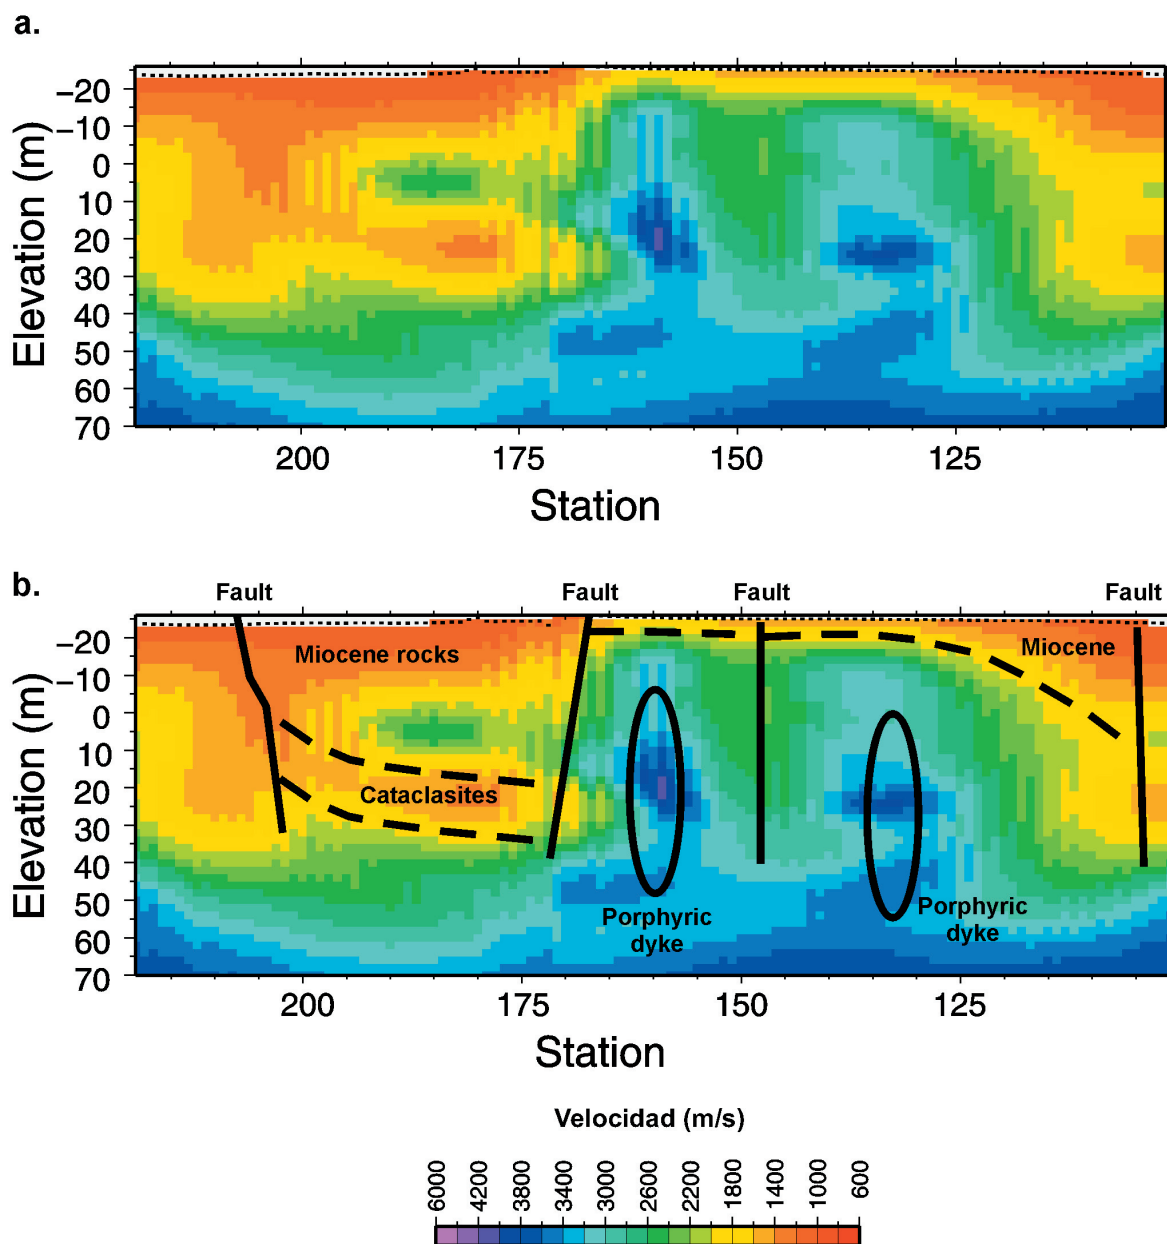 a.
Elevation (m)
−20
−10
0
10
20
30
40
50
60
70
200 175 150 125
Station
b.
Fault Fault Fault Fault
Elevation (m)
−20
−10
0
10
20
30
40
50
60
70
Miocene rocks
Miocene
Cataclasites
Porphyric
dyke
Porphyric
dyke
200 175 150 125
Station
Velocidad (m/s)
6000 4200 3800 3400 3000 2600 2200 1800 1400 1000 600